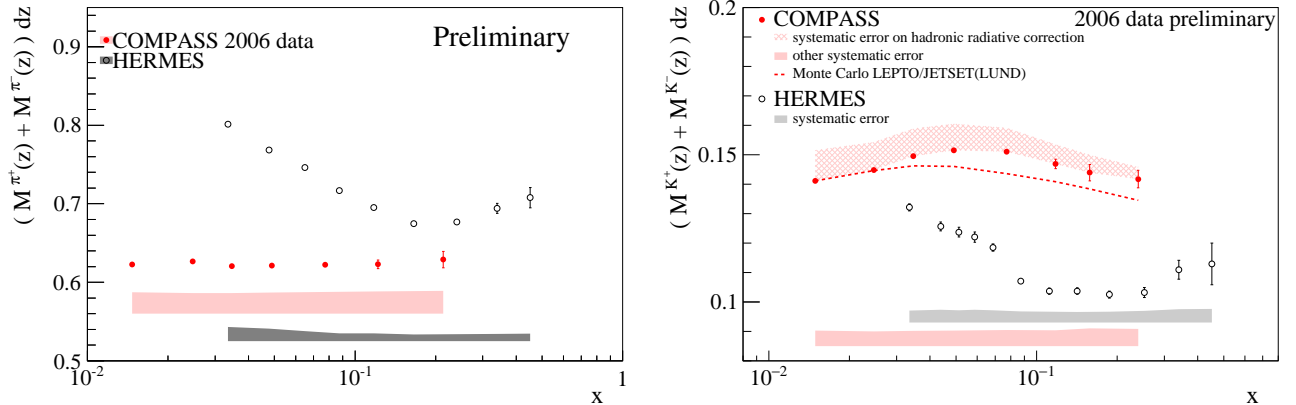 ( M^{π^+}(z) + M^{π^-}(z) ) dz
0.9
0.8
0.7
0.6
0.5
COMPASS 2006 data
HERMES
Preliminary
10^{−2}
10^{−1}
1
x
( M^{K^+}(z) + M^{K^-}(z) ) dz
0.2
0.15
0.1
COMPASS
2006 data preliminary
systematic error on hadronic radiative correction
other systematic error
Monte Carlo LEPTO/JETSET(LUND)
HERMES
systematic error
10^{−2}
10^{−1}
x